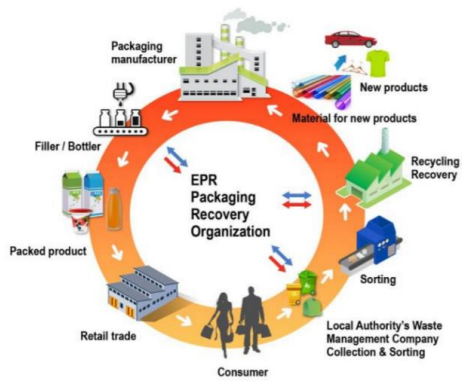 Packaging
manufacturer
New products
Material for new products
Filler / Bottler
EPR
Packaging
Recovery
Organization
Recycling
Recovery
Packed product
Sorting
Retail trade
Local Authority's Waste
Management Company
Collection & Sorting
Consumer